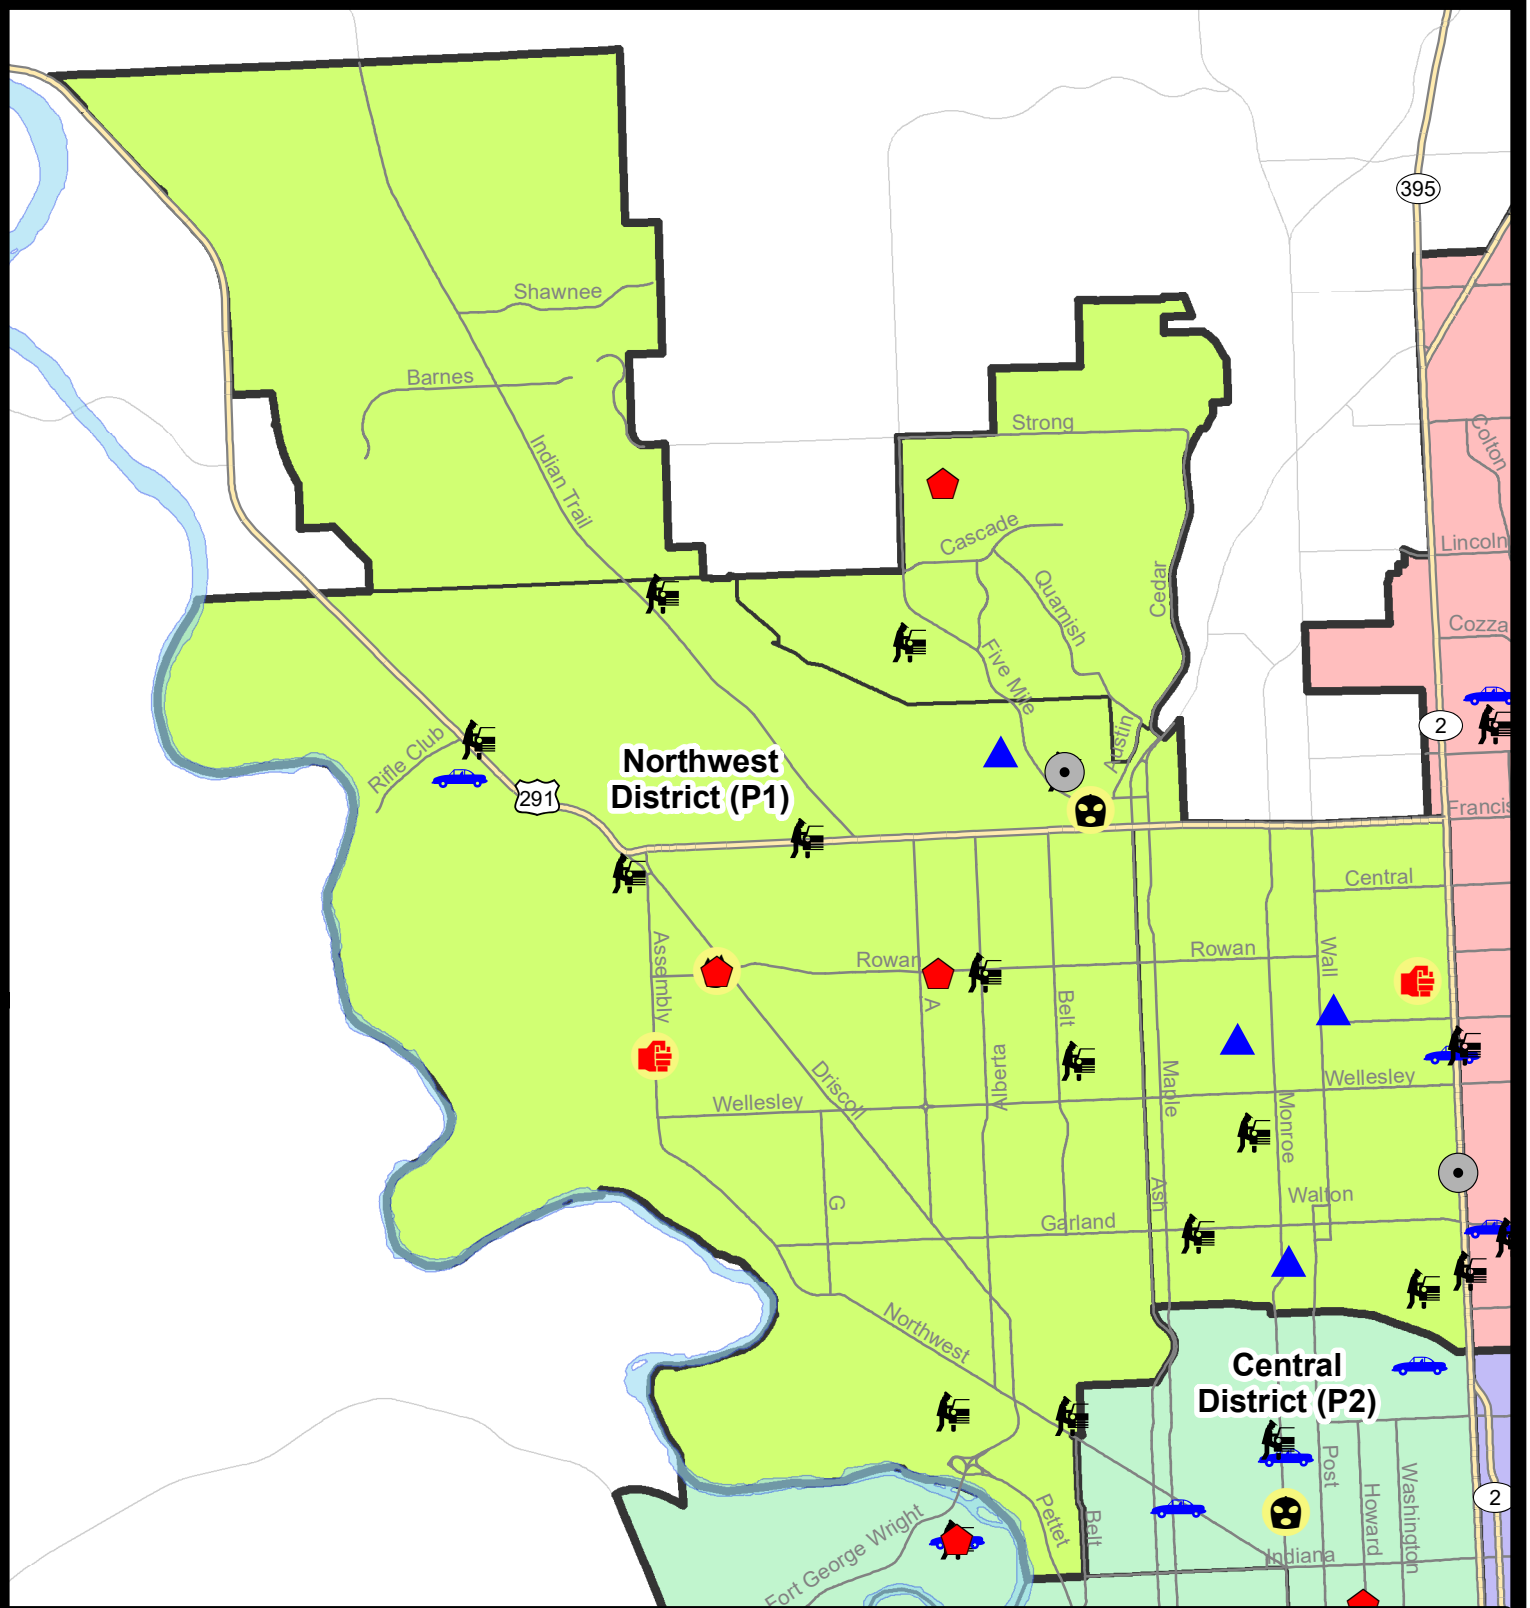 395
Shawnee
Barnes
Strong
Colton
Indian Trail
Cascade
Lincoln
Quamish
Cedar
Cozza
Five Mile
2
Austin
Rifle Club
Northwest
District (P1)
291
Francis
Central
Assembly
Rowan
Rowan
Wall
A
Belt
Alberta
Driscoll
Maple
Wellesley
Wellesley
Monroe
G
Ash
Walton
Garland
Northwest
Central
District (P2)
Post
Howard
Washington
2
Fort George Wright
Pettet
Belt
Indiana